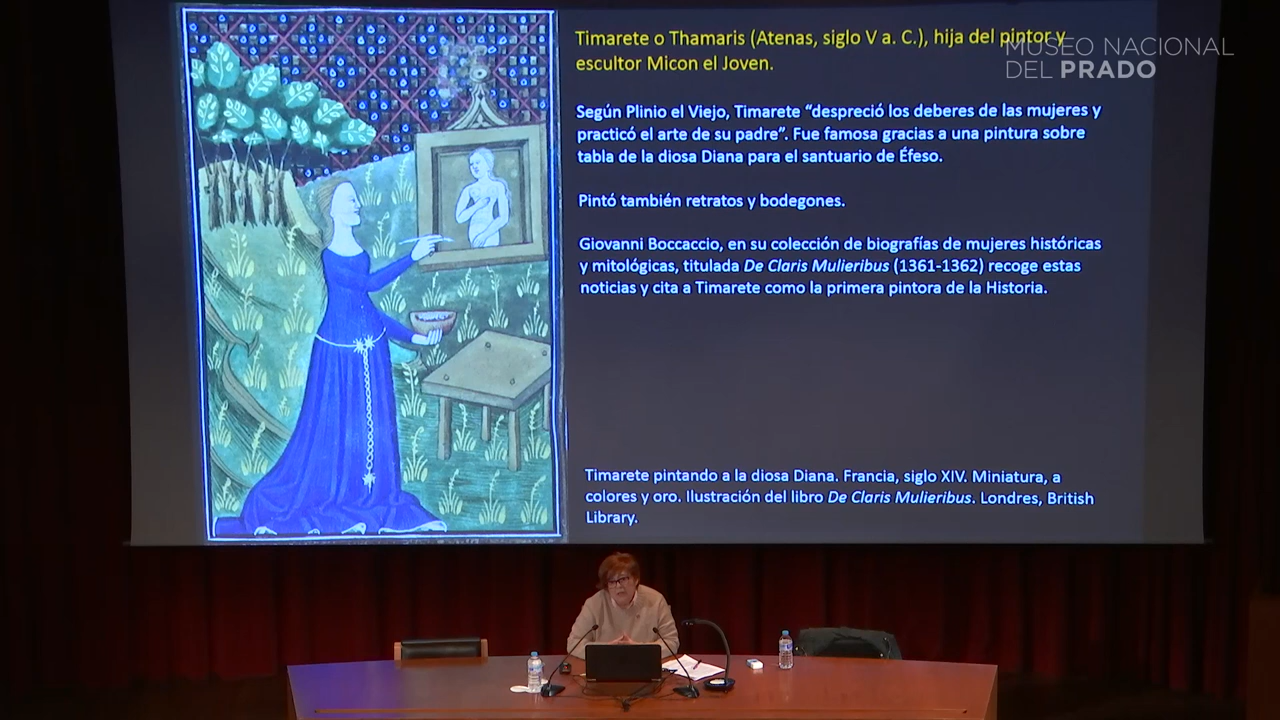 Timarete o Thamaris (Atenas, siglo V a. C.), hija del pintor y
escultor Micon el Joven.
MUSEO NACIONAL
DEL PRADO
Según Plinio el Viejo, Timarete “despreció los deberes de las mujeres y
practicó el arte de su padre”. Fue famosa gracias a una pintura sobre
tabla de la diosa Diana para el santuario de Éfeso.
Pintó también retratos y bodegones.
Giovanni Boccaccio, en su colección de biografías de mujeres históricas
y mitológicas, titulada De Claris Mulieribus (1361-1362) recoge estas
noticias y cita a Timarete como la primera pintora de la Historia.
Timarete pintando a la diosa Diana. Francia, siglo XIV. Miniatura, a
colores y oro. Ilustración del libro De Claris Mulieribus. Londres, British
Library.